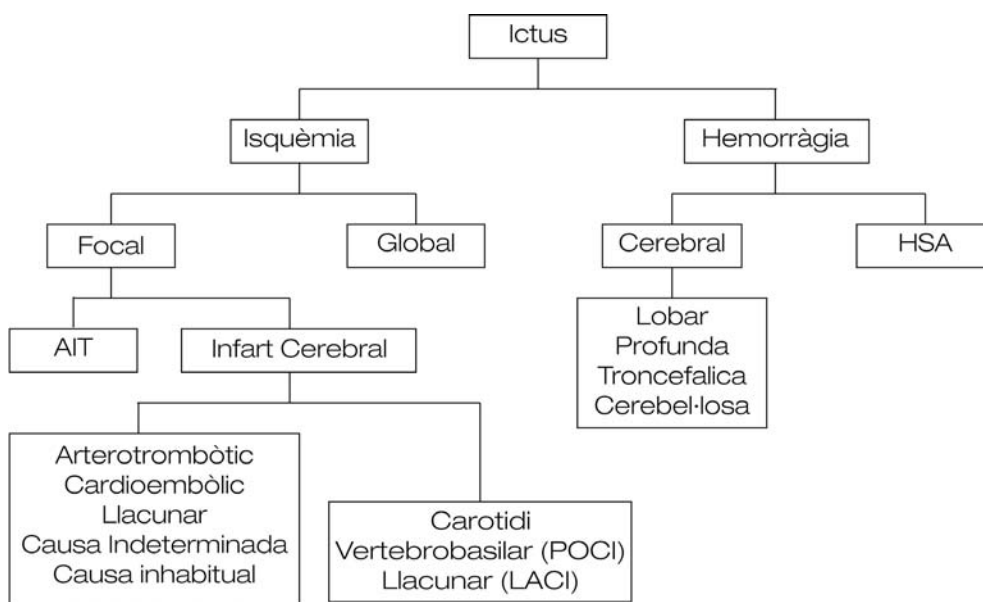 Ictus
Isquèmia
Hemorràgia
Focal
Global
Cerebral
HSA
AIT
Infart Cerebral
Lobar
Profunda
Troncefalica
Cerebel·losa
Arterotrombòtic
Cardioembòlic
Llacunar
Causa Indeterminada
Causa inhabitual
Carotidi
Vertebrobasilar (POCI)
Llacunar (LACI)